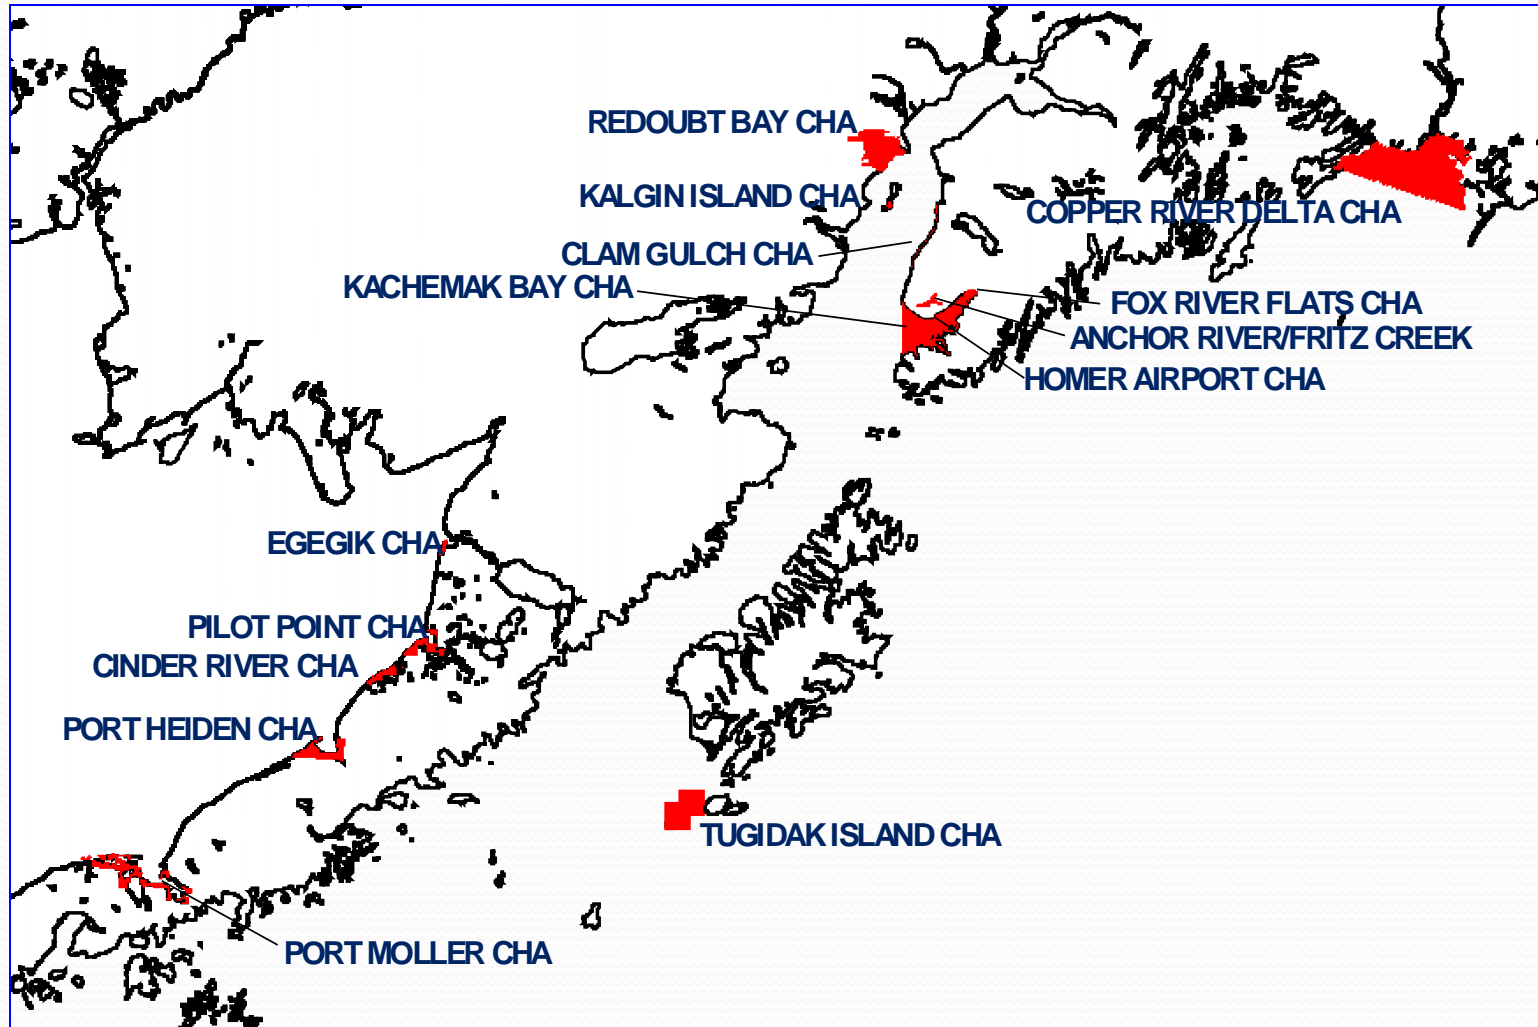 REDOUBT BAY CHA
KALGIN ISLAND CHA
COPPER RIVER DELTA CHA
CLAM GULCH CHA
KACHEMAK BAY CHA
FOX RIVER FLATS CHA
ANCHOR RIVER/FRITZ CREEK
HOMER AIRPORT CHA
EGEGIK CHA
PILOT POINT CHA
CINDER RIVER CHA
PORT HEIDEN CHA
TUGIDAK ISLAND CHA
PORT MOLLER CHA